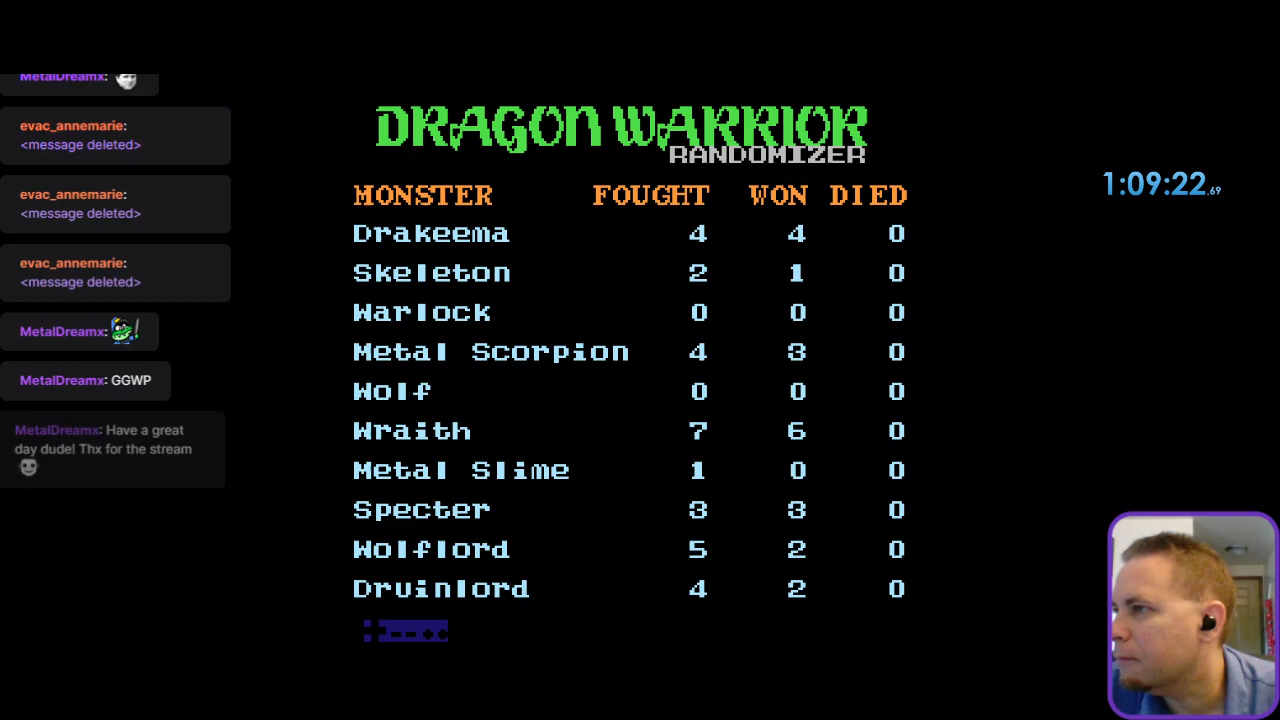 MetalDreamx:
evac_annemarie:
<message deleted>
evac_annemarie:
<message deleted>
evac_annemarie:
<message deleted>
MetalDreamx:
MetalDreamx: GGWP
MetalDreamx: Have a great
day dude! Thx for the stream
DRAGON WARRIOR
RANDOMIZER
MONSTER FOUGHT WON DIED
Drakeema 4 4 0
Skeleton 2 1 0
Warlock 0 0 0
Metal Scorpion 4 3 0
Wolf 0 0 0
Wraith 7 6 0
Metal Slime 1 0 0
Specter 3 3 0
Wolflord 5 2 0
Druinlord 4 2 0
1:09:22.69